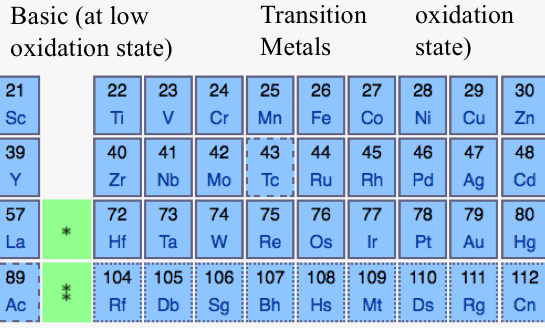 Basic (at low oxidation state)
Transition Metals
oxidation state)
21 22 23 24 25 26 27 28 29 30
Sc Ti V Cr Mn Fe Co Ni Cu Zn
39 40 41 42 43 44 45 46 47 48
Y Zr Nb Mo Tc Ru Rh Pd Ag Cd
57 72 73 74 75 76 77 78 79 80
La * Hf Ta W Re Os Ir Pt Au Hg
89 104 105 106 107 108 109 110 111 112
Ac ** Rf Db Sg Bh Hs Mt Ds Rg Cn